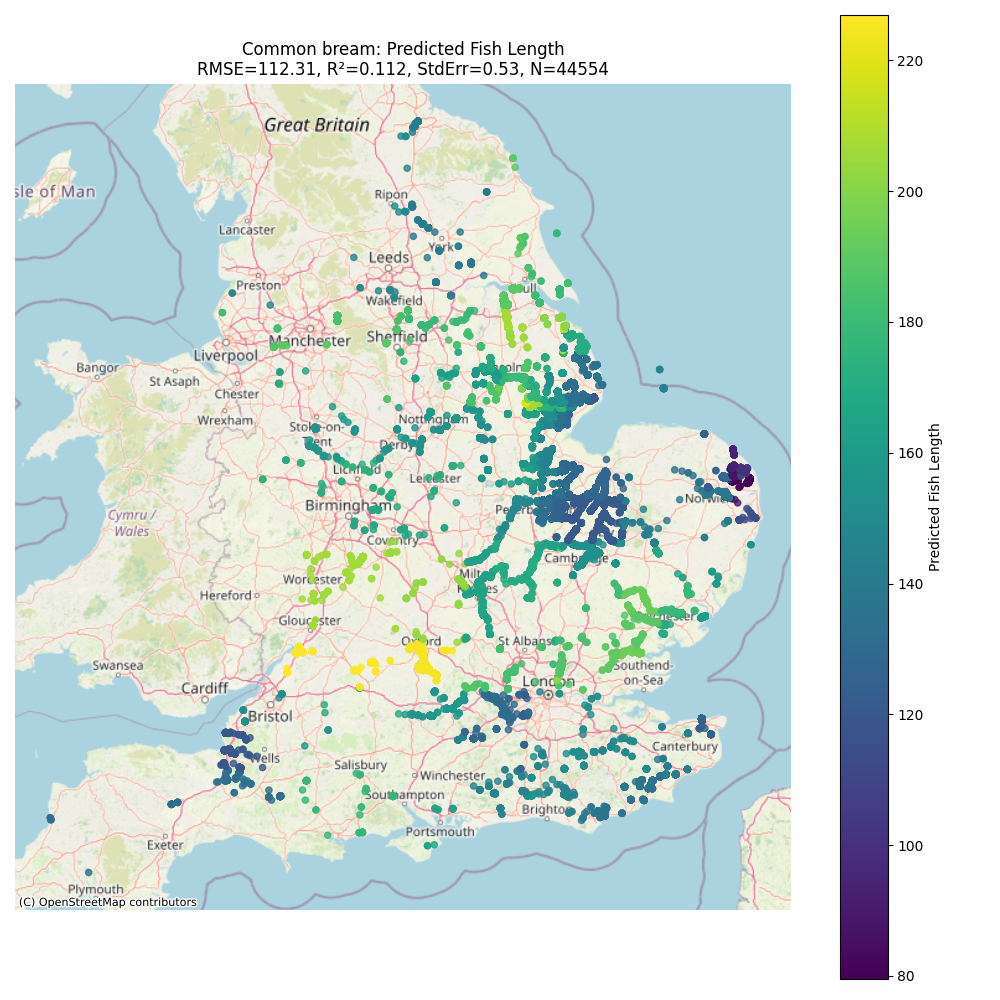 Common bream: Predicted Fish Length
RMSE=112.31, R²=0.112, StdErr=0.53, N=44554
Great Britain
sle of Man
Ripon
Lancaster
York
Leeds
Preston
ull
Wakefield
Manchester
Sheffield
Liverpool
Bangor
St Asaph
Chester
Wrexham
Stoke-on-
Trent
Nottingham
Derby
Lichfield
Leicester
Norwich
Birmingham
Cymru /
Wales
Coventry
Cambridge
Worcester
Milton
Keynes
Hereford
Gloucester
Oxford
St Albans
Swansea
Southend-
on-Sea
Cardiff
London
Bristol
Canterbury
Wells
Salisbury
Winchester
Southampton
Brighton
Portsmouth
Exeter
Plymouth
(C) OpenStreetMap contributors
220
200
180
160
140
120
100
80
Predicted Fish Length